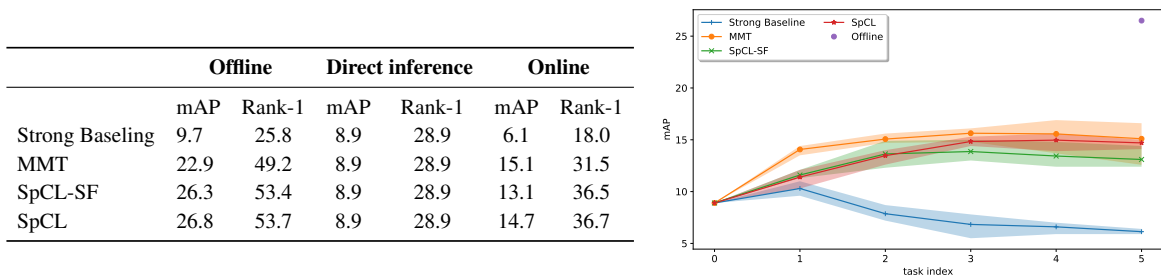 Offline Direct inference Online
mAP Rank-1 mAP Rank-1 mAP Rank-1
Strong Baseling 9.7 25.8 8.9 28.9 6.1 18.0
MMT 22.9 49.2 8.9 28.9 15.1 31.5
SpCL-SF 26.3 53.4 8.9 28.9 13.1 36.5
SpCL 26.8 53.7 8.9 28.9 14.7 36.7
Strong Baseline SpCL
MMT Offline
SpCL-SF
25
20
15
10
5
mAP
0 1 2 3 4 5
task index